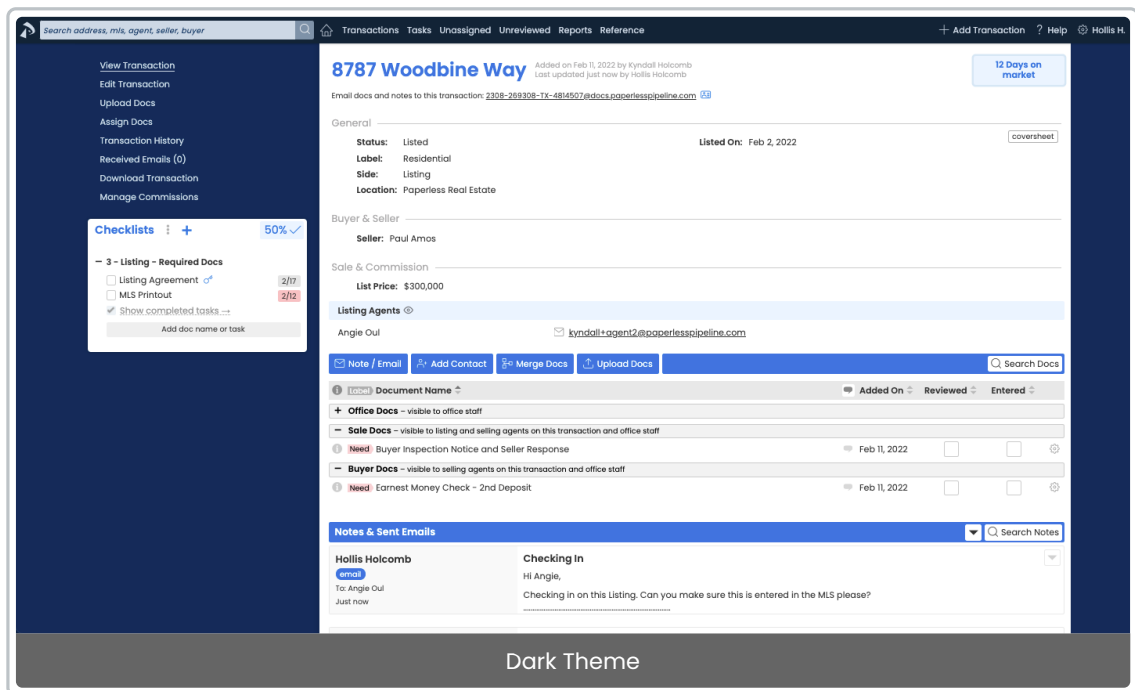 Search address, mls, agent, seller, buyer
Transactions Tasks Unassigned Unreviewed Reports Reference
+ Add Transaction ? Help Hollis H.
View Transaction
Edit Transaction
Upload Docs
Assign Docs
Transaction History
Received Emails (0)
Download Transaction
Manage Commissions
Checklists + 50%
– 3 - Listing - Required Docs
Listing Agreement 2/17
MLS Printout 2/12
Show completed tasks →
Add doc name or task
8787 Woodbine Way
Added on Feb 11, 2022 by Kyndall Holcomb
Last updated just now by Hollis Holcomb
12 Days on
market
Email docs and notes to this transaction: 2308-269308-TX-4814507@docs.paperlesspipeline.com
General
coversheet
Status: Listed Listed On: Feb 2, 2022
Label: Residential
Side: Listing
Location: Paperless Real Estate
Buyer & Seller
Seller: Paul Amos
Sale & Commission
List Price: $300,000
Listing Agents
Angie Oul kyndall+agent2@paperlesspipeline.com
Note / Email Add Contact Merge Docs Upload Docs Search Docs
Label Document Name Added On Reviewed Entered
+ Office Docs – visible to office staff
– Sale Docs – visible to listing and selling agents on this transaction and office staff
Need Buyer Inspection Notice and Seller Response Feb 11, 2022
– Buyer Docs – visible to selling agents on this transaction and office staff
Need Earnest Money Check - 2nd Deposit Feb 11, 2022
Notes & Sent Emails Search Notes
Hollis Holcomb
email
To: Angie Oul
Just now
Checking In
Hi Angie,
Checking in on this Listing. Can you make sure this is entered in the MLS please?
Dark Theme